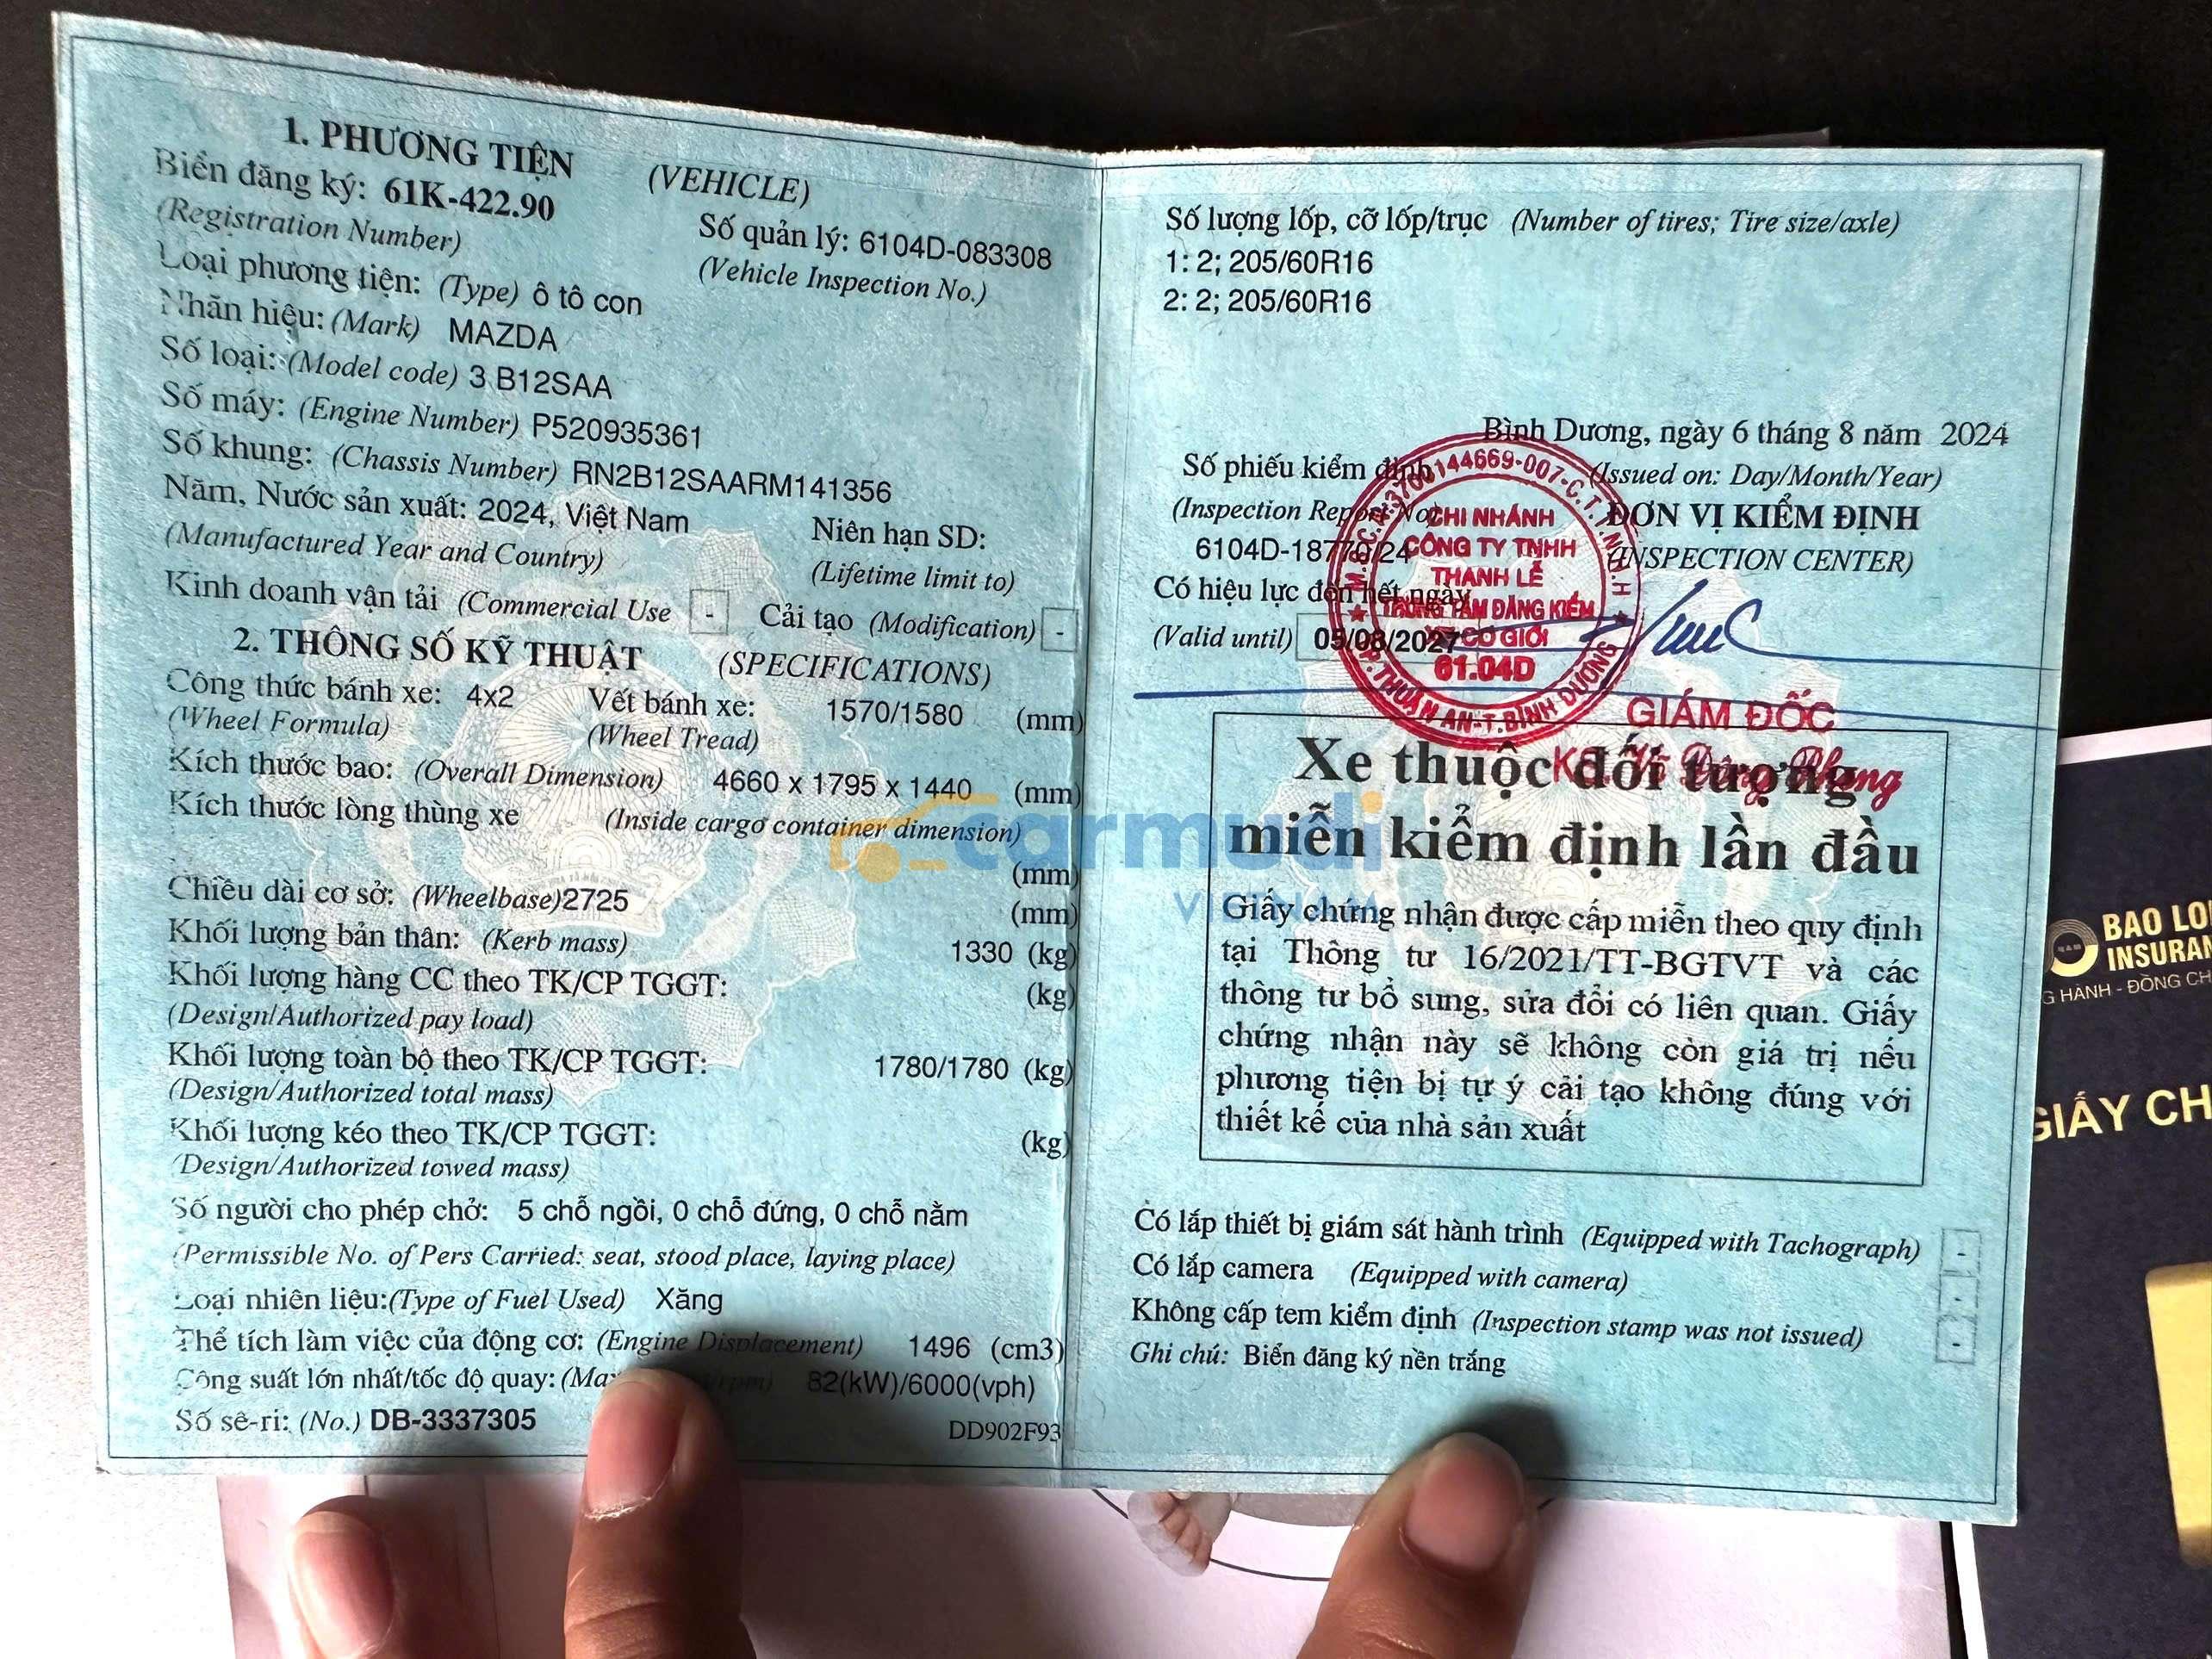 1. PHƯƠNG TIỆN (VEHICLE)
Biển đăng ký: 61K-422.90
(Registration Number)
Số quản lý: 6104D-083308
(Vehicle Inspection No.)
Loại phương tiện: (Type) ô tô con
Nhãn hiệu: (Mark) MAZDA
Số loại: (Model code) 3 B12SAA
Số máy: (Engine Number) P520935361
Số khung: (Chassis Number) RN2B12SAARM141356
Năm, Nước sản xuất: 2024, Việt Nam
(Manufactured Year and Country)
Niên hạn SD:
(Lifetime limit to)
Kinh doanh vận tải (Commercial Use - Cải tạo (Modification) -
2. THÔNG SỐ KỸ THUẬT (SPECIFICATIONS)
Công thức bánh xe: 4x2 Vết bánh xe: 1570/1580 (mm)
(Wheel Formula) (Wheel Tread)
Kích thước bao: (Overall Dimension) 4660 x 1795 x 1440 (mm)
Kích thước lòng thùng xe (Inside cargo container dimension)
(mm)
Chiều dài cơ sở: (Wheelbase)2725 (mm)
Khối lượng bản thân: (Kerb mass) 1330 (kg)
Khối lượng hàng CC theo TK/CP TGGT: (kg)
(Design/Authorized pay load)
Khối lượng toàn bộ theo TK/CP TGGT: 1780/1780 (kg)
(Design/Authorized total mass)
Khối lượng kéo theo TK/CP TGGT: (kg)
(Design/Authorized towed mass)
Số người cho phép chở: 5 chỗ ngồi, 0 chỗ đứng, 0 chỗ nằm
(Permissible No. of Pers Carried: seat, stood place, laying place)
Loại nhiên liệu:(Type of Fuel Used) Xăng
Thể tích làm việc của động cơ: (Engine Displacement) 1496 (cm3)
Công suất lớn nhất/tốc độ quay: 82(kW)/6000(vph)
Số sê-ri: (No.) DB-3337305
DD902F93
Số lượng lốp, cỡ lốp/trục (Number of tires; Tire size/axle)
1: 2; 205/60R16
2: 2; 205/60R16
Bình Dương, ngày 6 tháng 8 năm 2024
(Issued on: Day/Month/Year)
Số phiếu kiểm định
(Inspection Report No)
6104D-18770/24
ĐƠN VỊ KIỂM ĐỊNH
(INSPECTION CENTER)
Có hiệu lực đến hết ngày
(Valid until) 05/08/2027
CHI NHÁNH
CÔNG TY TNHH
THANH LỄ
TRUNG TÂM ĐĂNG KIỂM
XE CƠ GIỚI
61.04D
T.P. THUẬN AN-T.BÌNH DƯƠNG
GIÁM ĐỐC
Xe thuộc đối tượng
miễn kiểm định lần đầu
Giấy chứng nhận được cấp miễn theo quy định
tại Thông tư 16/2021/TT-BGTVT và các
thông tư bổ sung, sửa đổi có liên quan. Giấy
chứng nhận này sẽ không còn giá trị nếu
phương tiện bị tự ý cải tạo không đúng với
thiết kế của nhà sản xuất
Có lắp thiết bị giám sát hành trình (Equipped with Tachograph) -
Có lắp camera (Equipped with camera) -
Không cấp tem kiểm định (Inspection stamp was not issued) -
Ghi chú: Biển đăng ký nền trắng
carmudi
VIETNAM
BAO LO
INSURAN
G HÀNH - ĐỒNG CH
GIẤY CH